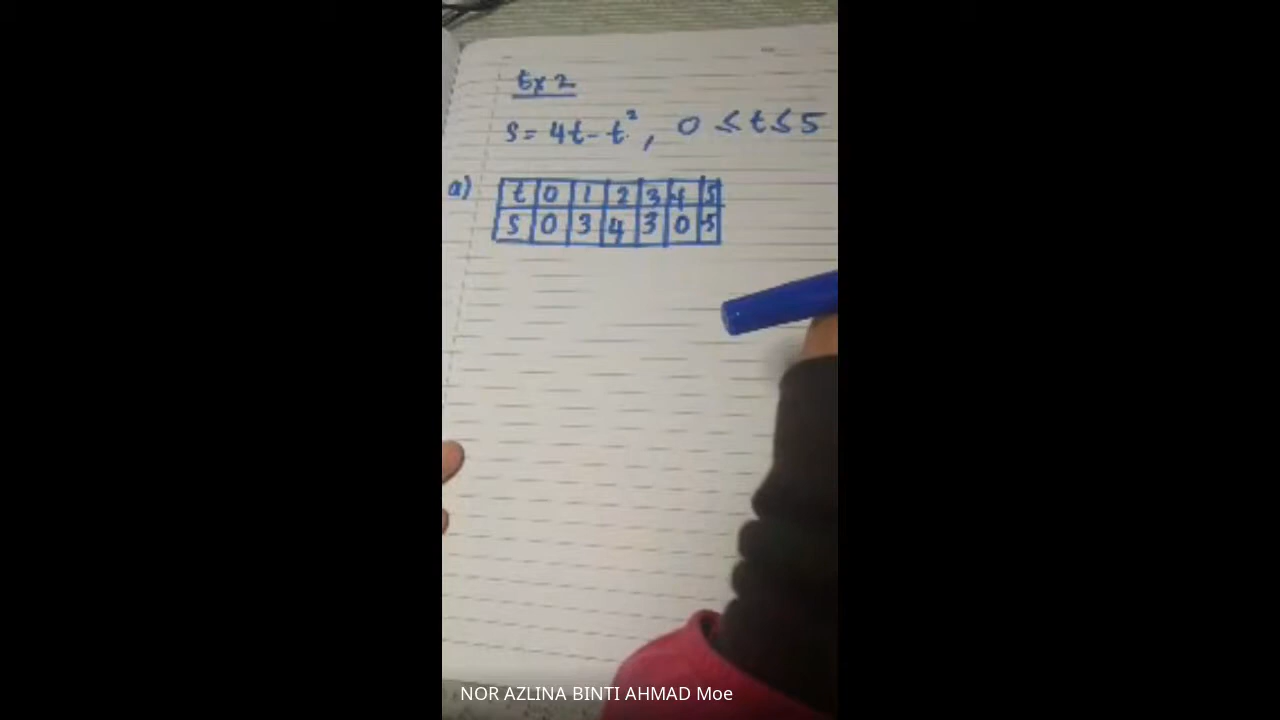 Ex 2
s = 4t - t², 0 ≤ t ≤ 5
a)
t 0 1 2 3 4 5
s 0 3 4 3 0 -5
NOR AZLINA BINTI AHMAD Moe